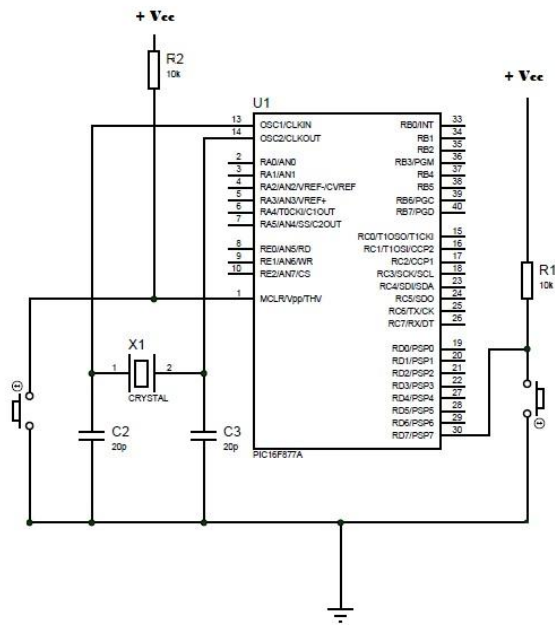 + Vcc
R2
10k
+ Vcc
U1
13 OSC1/CLKIN
14 OSC2/CLKOUT
2 RA0/AN0
3 RA1/AN1
4 RA2/AN2/VREF-/CVREF
5 RA3/AN3/VREF+
6 RA4/T0CKI/C1OUT
7 RA5/AN4/SS/C2OUT
8 RE0/AN5/RD
9 RE1/AN6/WR
10 RE2/AN7/CS
1 MCLR/Vpp/THV
RB0/INT 33
RB1 34
RB2 35
RB3/PGM 36
RB4 37
RB5 38
RB6/PGC 39
RB7/PGD 40
RC0/T1OSO/T1CKI 15
RC1/T1OSI/CCP2 16
RC2/CCP1 17
RC3/SCK/SCL 18
RC4/SDI/SDA 23
RC5/SDO 24
RC6/TX/CK 25
RC7/RX/DT 26
RD0/PSP0 19
RD1/PSP1 20
RD2/PSP2 21
RD3/PSP3 22
RD4/PSP4 27
RD5/PSP5 28
RD6/PSP6 29
RD7/PSP7 30
PIC16F877A
R1
10k
X1
1 2
CRYSTAL
C2
20p
C3
20p